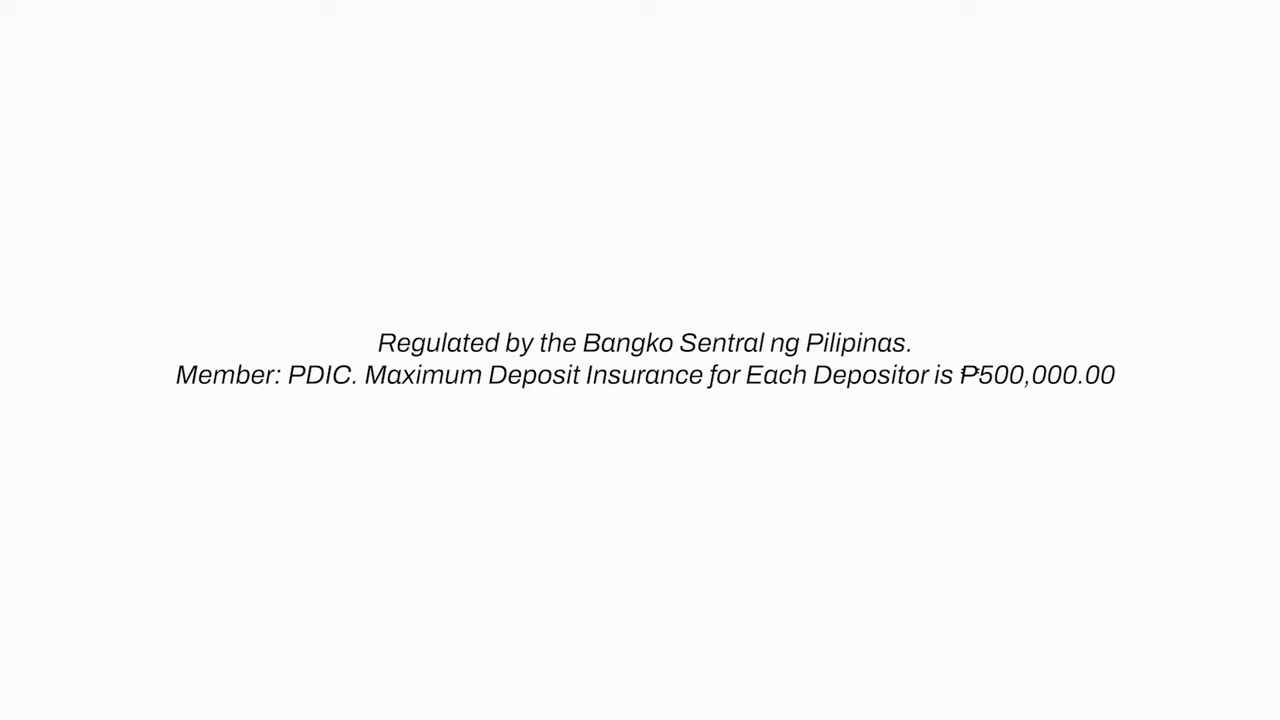 Regulated by the Bangko Sentral ng Pilipinas.
Member: PDIC. Maximum Deposit Insurance for Each Depositor is ₱500,000.00